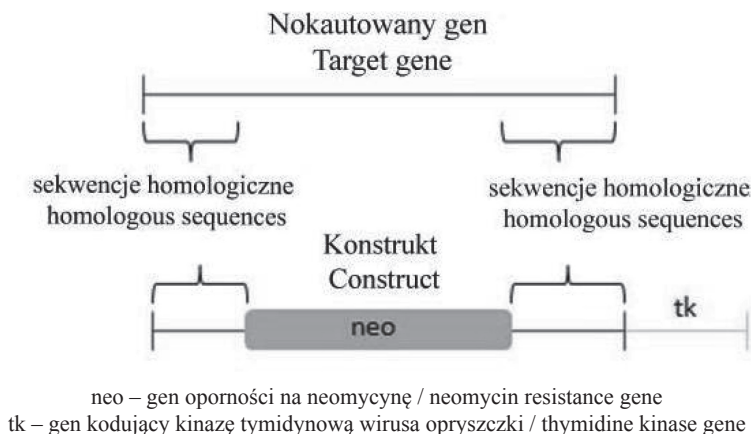 Nokautowany gen
Target gene
sekwencje homologiczne
homologous sequences
sekwencje homologiczne
homologous sequences
Konstrukt
Construct
neo
tk
neo – gen oporności na neomycynę / neomycin resistance gene
tk – gen kodujący kinazę tymidynową wirusa opryszczki / thymidine kinase gene